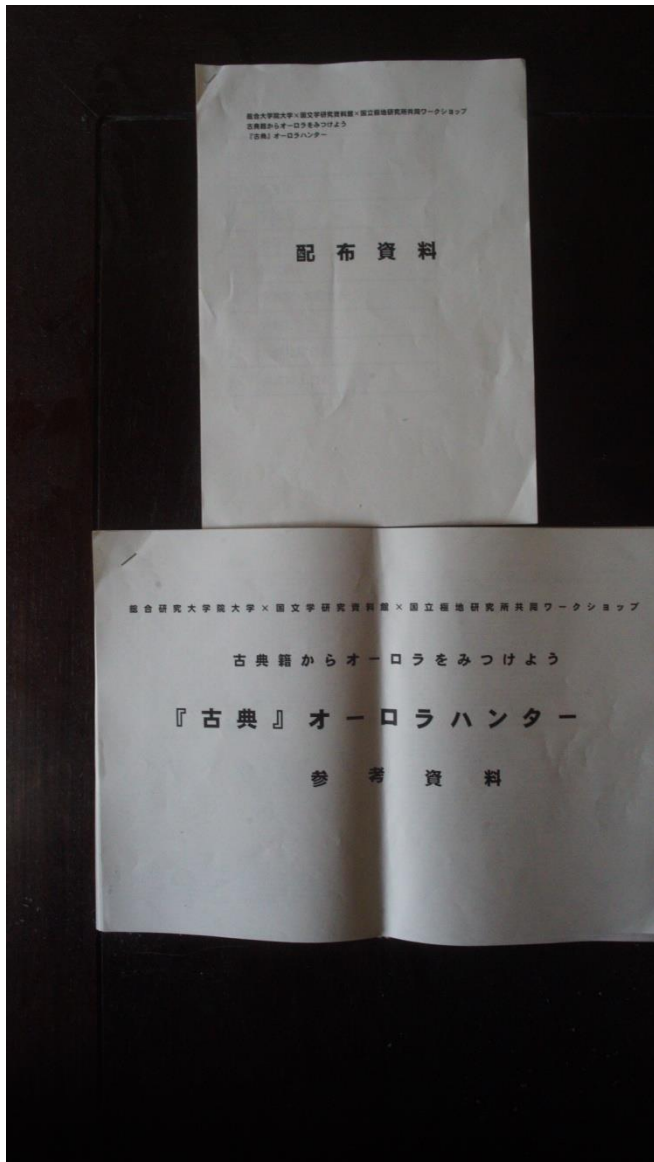 総合大学院大学×国文学研究資料館×国立極地研究所共同ワークショップ
古典籍からオーロラをみつけよう
『古典』オーロラハンター
配布資料
総合研究大学院大学×国文学研究資料館×国立極地研究所共同ワークショップ
古典籍からオーロラをみつけよう
『古典』オーロラハンター
参考資料